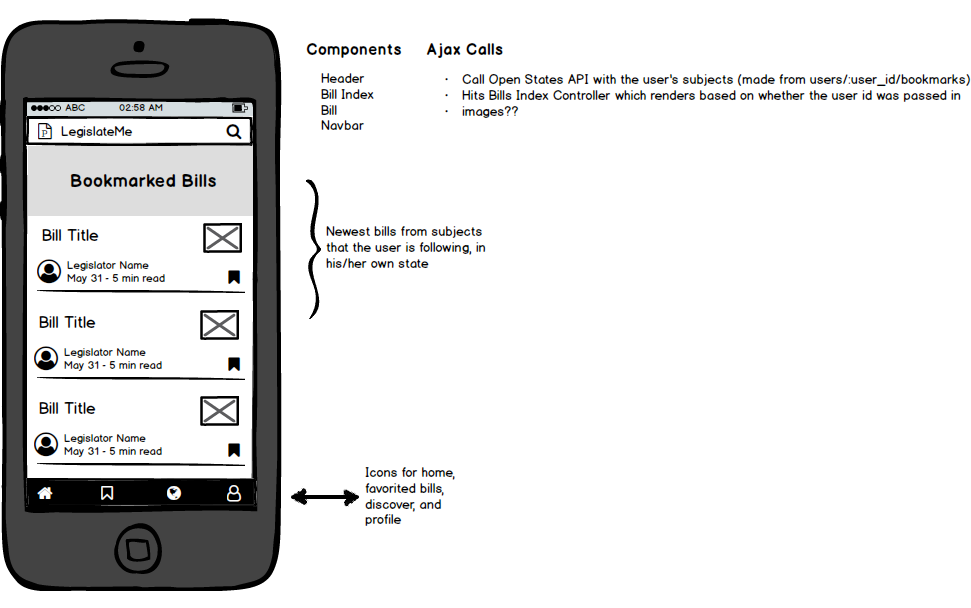 Components Ajax Calls
Header
Bill Index
Bill
Navbar
· Call Open States API with the user's subjects (made from users/:user_id/bookmarks)
· Hits Bills Index Controller which renders based on whether the user id was passed in
· images??
ABC 02:58 AM
P LegislateMe
Bookmarked Bills
Bill Title
Legislator Name
May 31 - 5 min read
Bill Title
Legislator Name
May 31 - 5 min read
Bill Title
Legislator Name
May 31 - 5 min read
Newest bills from subjects
that the user is following, in
his/her own state
Icons for home,
favorited bills,
discover, and
profile